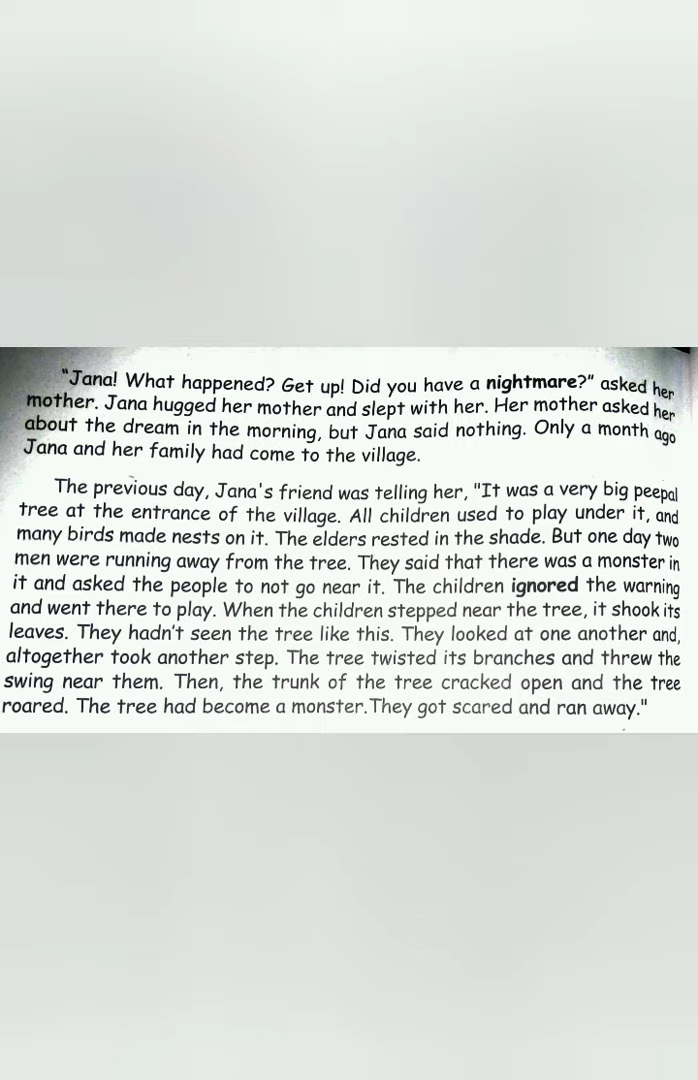 "Jana! What happened? Get up! Did you have a nightmare?" asked her
mother. Jana hugged her mother and slept with her. Her mother asked her
about the dream in the morning, but Jana said nothing. Only a month ago
Jana and her family had come to the village.
The previous day, Jana's friend was telling her, "It was a very big peepal
tree at the entrance of the village. All children used to play under it, and
many birds made nests on it. The elders rested in the shade. But one day two
men were running away from the tree. They said that there was a monster in
it and asked the people to not go near it. The children ignored the warning
and went there to play. When the children stepped near the tree, it shook its
leaves. They hadn't seen the tree like this. They looked at one another and,
altogether took another step. The tree twisted its branches and threw the
swing near them. Then, the trunk of the tree cracked open and the tree
roared. The tree had become a monster.They got scared and ran away."